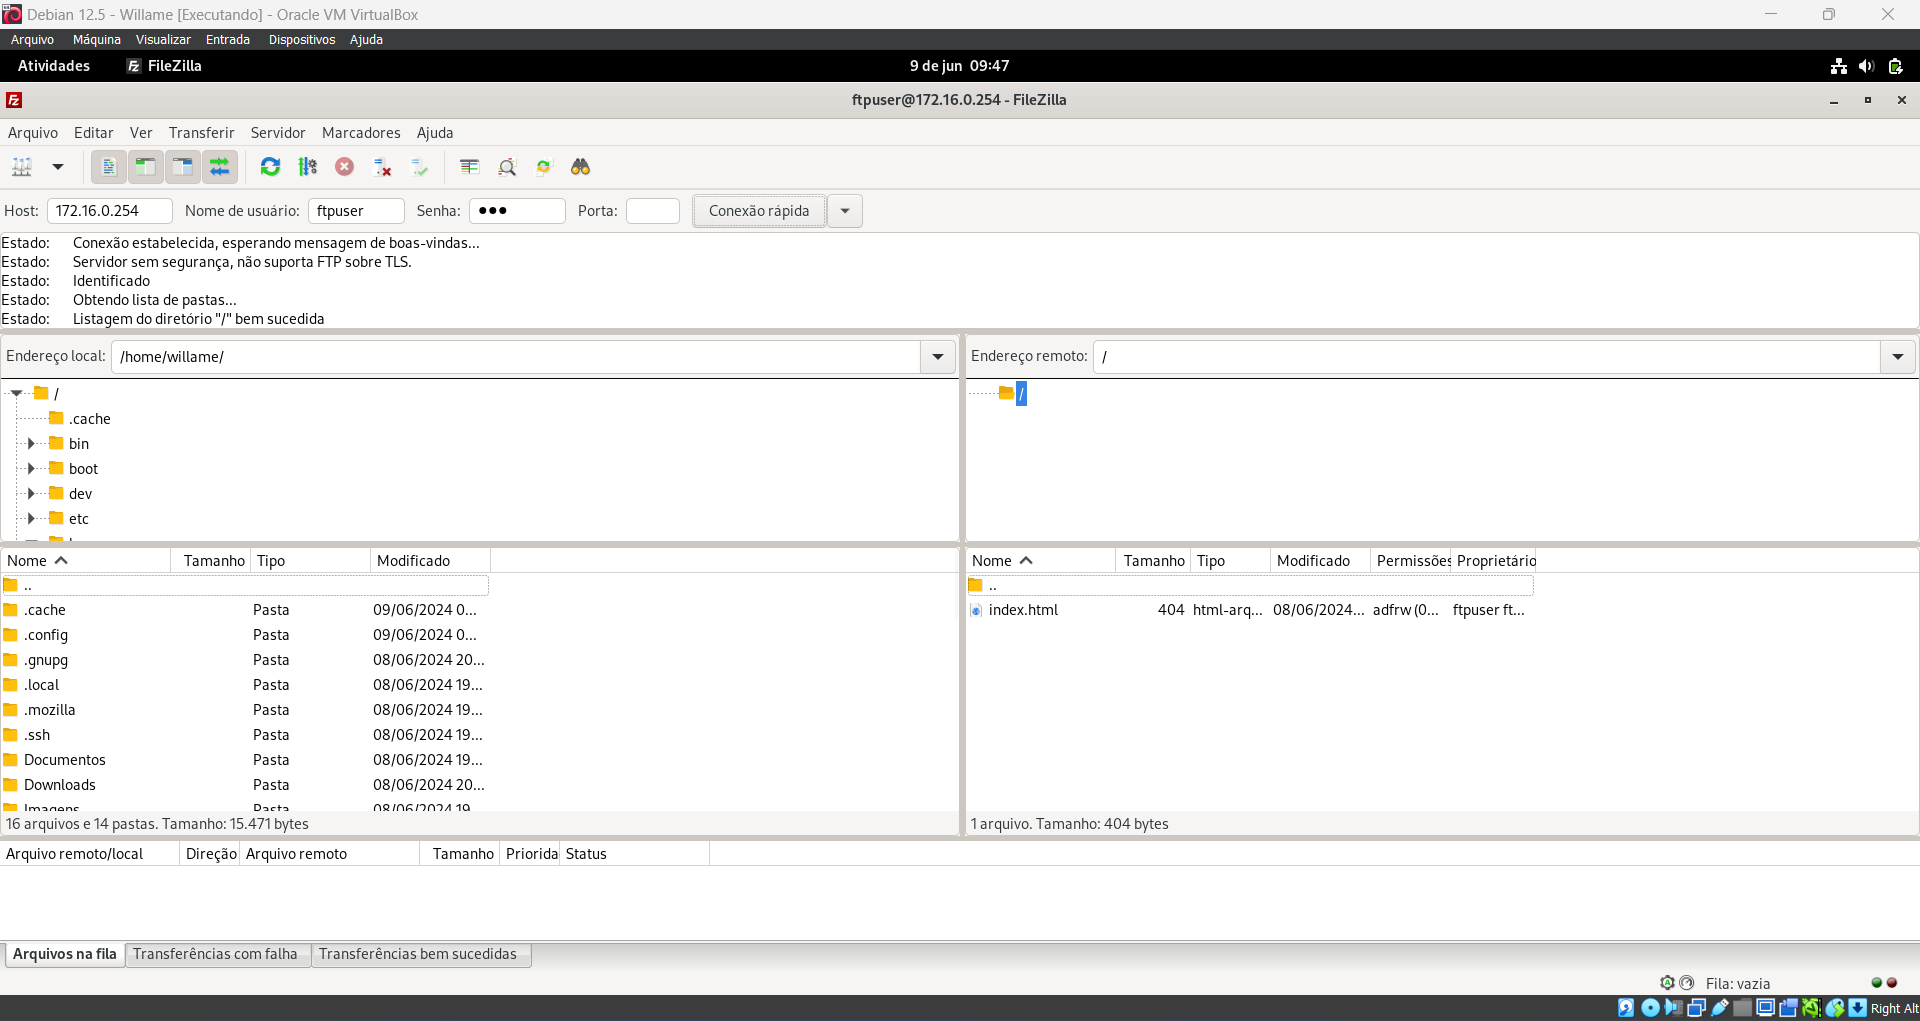 Debian 12.5 - Willame [Executando] - Oracle VM VirtualBox
Arquivo Máquina Visualizar Entrada Dispositivos Ajuda
Atividades FileZilla 9 de jun 09:47
ftpuser@172.16.0.254 - FileZilla
Arquivo Editar Ver Transferir Servidor Marcadores Ajuda
Host: 172.16.0.254 Nome de usuário: ftpuser Senha: ●●● Porta: Conexão rápida
Estado: Conexão estabelecida, esperando mensagem de boas-vindas...
Estado: Servidor sem segurança, não suporta FTP sobre TLS.
Estado: Identificado
Estado: Obtendo lista de pastas...
Estado: Listagem do diretório "/" bem sucedida
Endereço local: /home/willame/
/
.cache
bin
boot
dev
etc
Endereço remoto: /
/
Nome Tamanho Tipo Modificado
..
.cache Pasta 09/06/2024 0...
.config Pasta 09/06/2024 0...
.gnupg Pasta 08/06/2024 20...
.local Pasta 08/06/2024 19...
.mozilla Pasta 08/06/2024 19...
.ssh Pasta 08/06/2024 19...
Documentos Pasta 08/06/2024 19...
Downloads Pasta 08/06/2024 20...
Imagens Pasta 08/06/2024 19
16 arquivos e 14 pastas. Tamanho: 15.471 bytes
Nome Tamanho Tipo Modificado Permissões Proprietário
..
index.html 404 html-arq... 08/06/2024... adfrw (0... ftpuser ft...
1 arquivo. Tamanho: 404 bytes
Arquivo remoto/local Direção Arquivo remoto Tamanho Priorida Status
Arquivos na fila Transferências com falha Transferências bem sucedidas
Fila: vazia
Right Alt